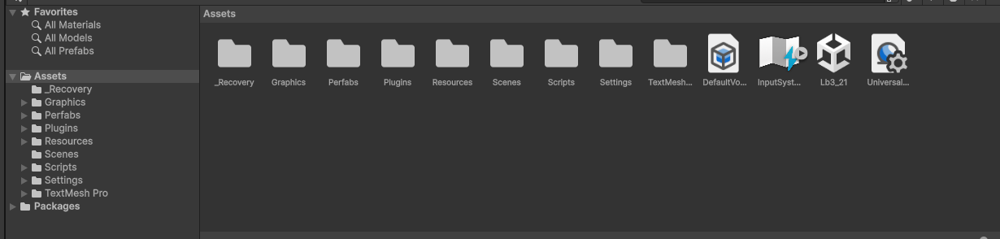 Favorites
All Materials
All Models
All Prefabs
Assets
_Recovery
Graphics
Perfabs
Plugins
Resources
Scenes
Scripts
Settings
TextMesh Pro
Packages
Assets
_Recovery
Graphics
Perfabs
Plugins
Resources
Scenes
Scripts
Settings
TextMesh...
DefaultVo...
InputSyst...
Lb3_21
Universal...